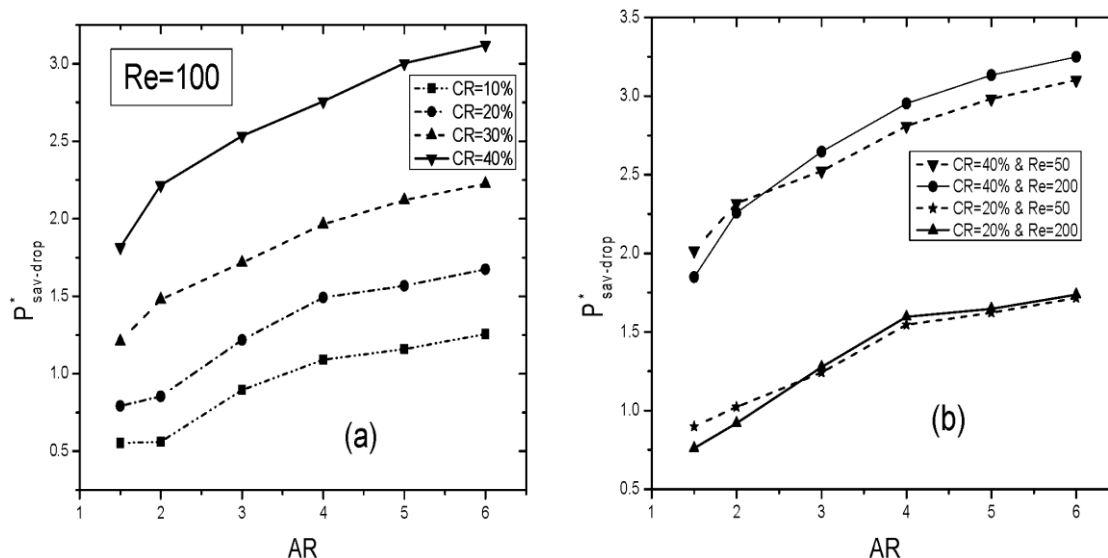 Re=100
CR=10%
CR=20%
CR=30%
CR=40%
3.0
2.5
2.0
1.5
1.0
0.5
P*sav-drop
(a)
1 2 3 4 5 6
AR
3.5
3.0
2.5
2.0
1.5
1.0
0.5
P*sav-drop
CR=40% & Re=50
CR=40% & Re=200
CR=20% & Re=50
CR=20% & Re=200
(b)
1 2 3 4 5 6
AR